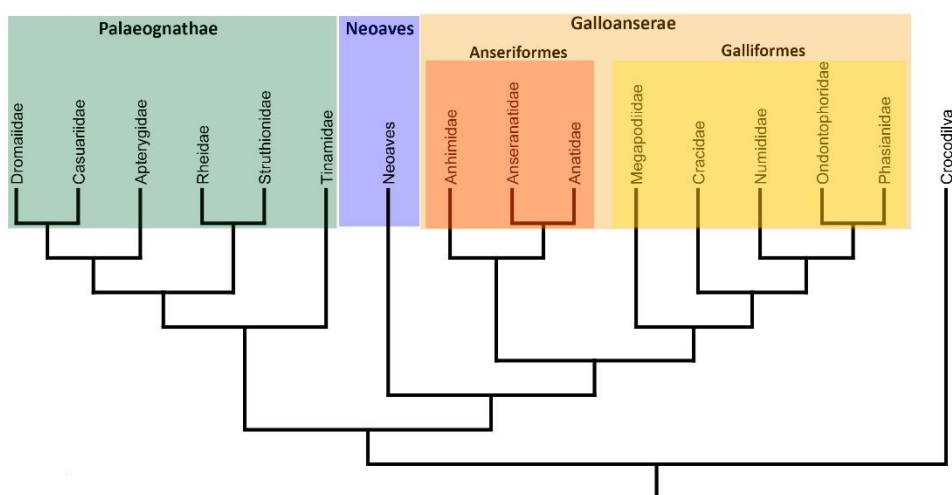 Palaeognathae
Neoaves
Galloanserae
Anseriformes
Galliformes
Dromaiidae
Casuariidae
Apterygidae
Rheidae
Struthionidae
Tinamidae
Neoaves
Anhimidae
Anseranatidae
Anatidae
Megapodiidae
Cracidae
Numididae
Ondontophoridae
Phasianidae
Crocodilya